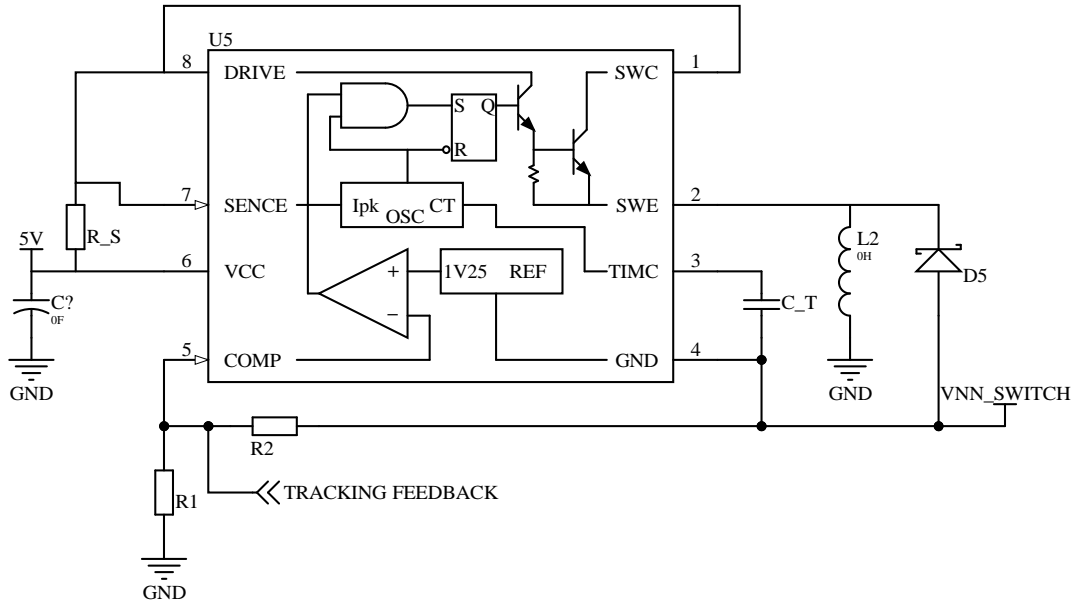 U5
8 DRIVE SWC 1
S Q
R
7 SENCE Ipk OSC CT SWE 2
5V R_S
6 VCC + 1V25 REF TIMC 3
L2
0H
D5
C?
0F
C_T
−
5 COMP GND 4
GND
GND
VNN_SWITCH
R2
R1
TRACKING FEEDBACK
GND